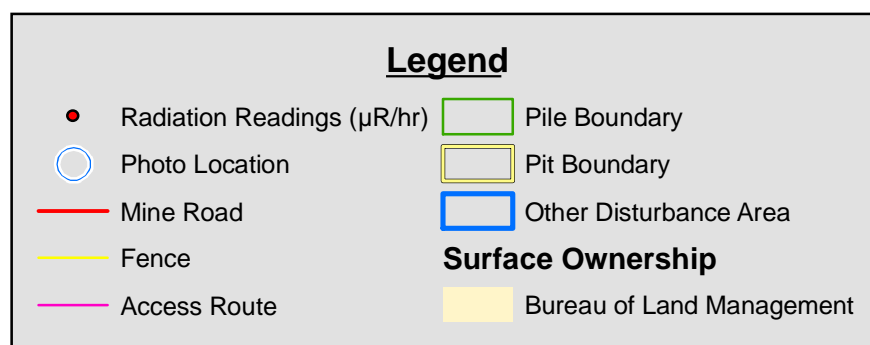 Legend
Radiation Readings (µR/hr)
Photo Location
Mine Road
Fence
Access Route
Pile Boundary
Pit Boundary
Other Disturbance Area
Surface Ownership
Bureau of Land Management